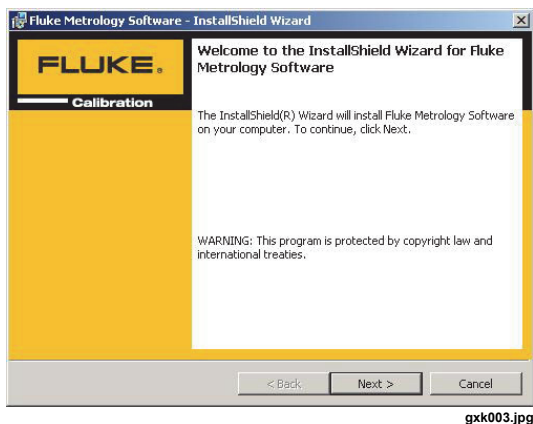 Fluke Metrology Software - InstallShield Wizard
FLUKE®
Calibration
Welcome to the InstallShield Wizard for Fluke
Metrology Software
The InstallShield(R) Wizard will install Fluke Metrology Software
on your computer. To continue, click Next.
WARNING: This program is protected by copyright law and
international treaties.
< Back
Next >
Cancel
gxk003.jpg